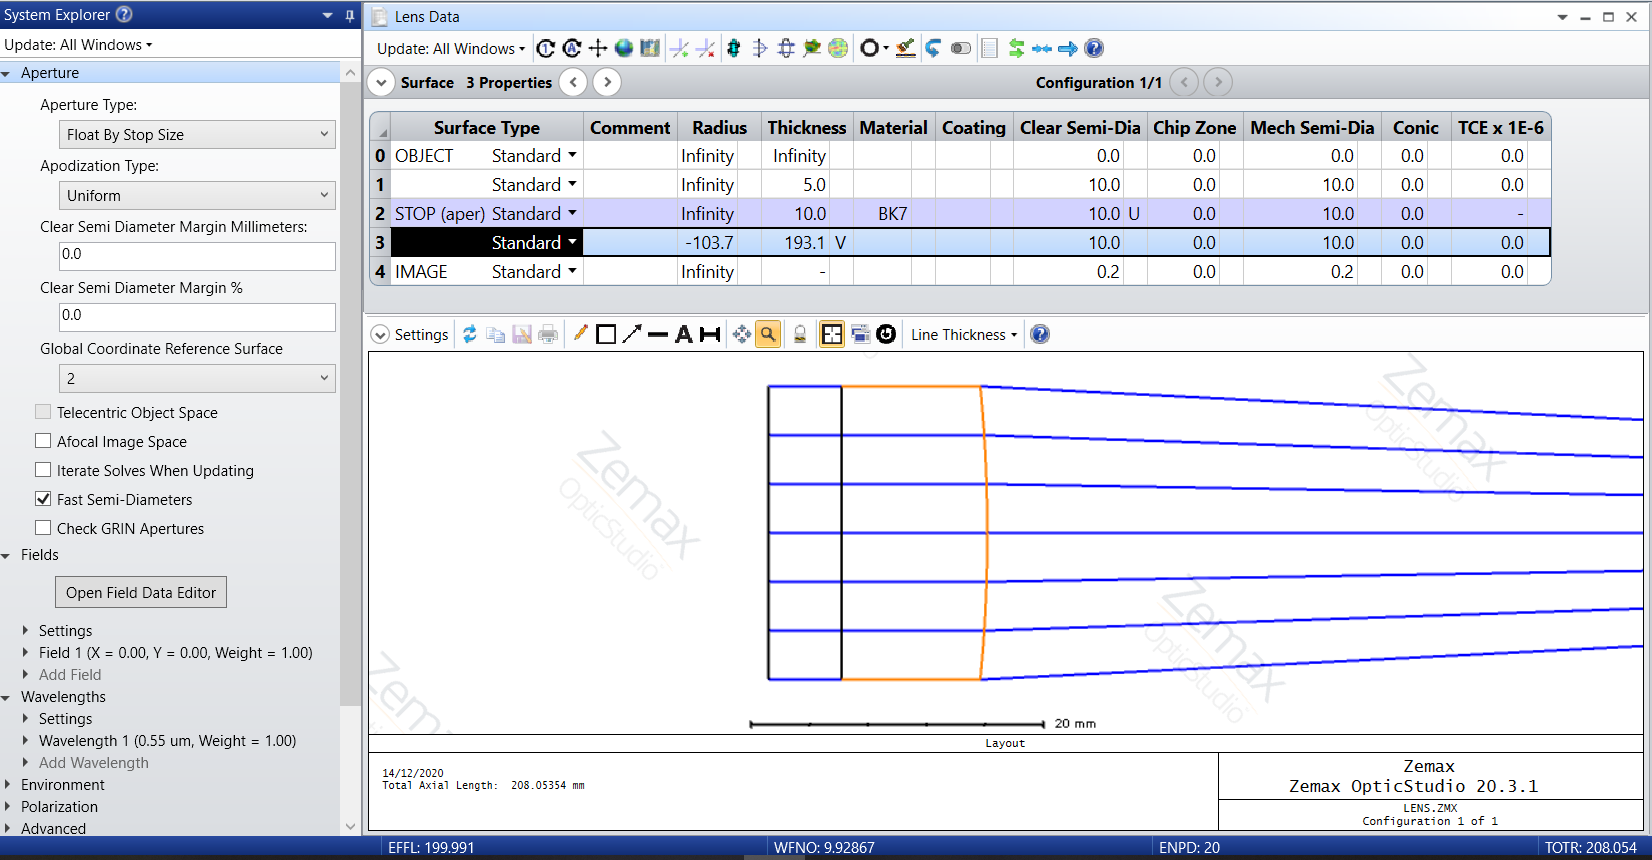 System Explorer
Update: All Windows
Aperture
Aperture Type:
Float By Stop Size
Apodization Type:
Uniform
Clear Semi Diameter Margin Millimeters:
0.0
Clear Semi Diameter Margin %
0.0
Global Coordinate Reference Surface
2
Telecentric Object Space
Afocal Image Space
Iterate Solves When Updating
Fast Semi-Diameters
Check GRIN Apertures
Fields
Open Field Data Editor
Settings
Field 1 (X = 0.00, Y = 0.00, Weight = 1.00)
Add Field
Wavelengths
Settings
Wavelength 1 (0.55 um, Weight = 1.00)
Add Wavelength
Environment
Polarization
Advanced
Lens Data
Update: All Windows
Surface 3 Properties Configuration 1/1
Surface Type Comment Radius Thickness Material Coating Clear Semi-Dia Chip Zone Mech Semi-Dia Conic TCE x 1E-6
0 OBJECT Standard Infinity Infinity 0.0 0.0 0.0 0.0 0.0
1 Standard Infinity 5.0 10.0 0.0 10.0 0.0 0.0
2 STOP (aper) Standard Infinity 10.0 BK7 10.0 U 0.0 10.0 0.0 -
3 Standard -103.7 193.1 V 10.0 0.0 10.0 0.0 0.0
4 IMAGE Standard Infinity - 0.2 0.0 0.2 0.0 0.0
Settings A Line Thickness
Zemax
OpticStudio
Zemax
OpticStudio
Zemax
OpticStudio
Zemax
20 mm
Layout
14/12/2020
Total Axial Length: 208.05354 mm
Zemax
Zemax OpticStudio 20.3.1
LENS.ZMX
Configuration 1 of 1
EFFL: 199.991 WFNO: 9.92867 ENPD: 20 TOTR: 208.054